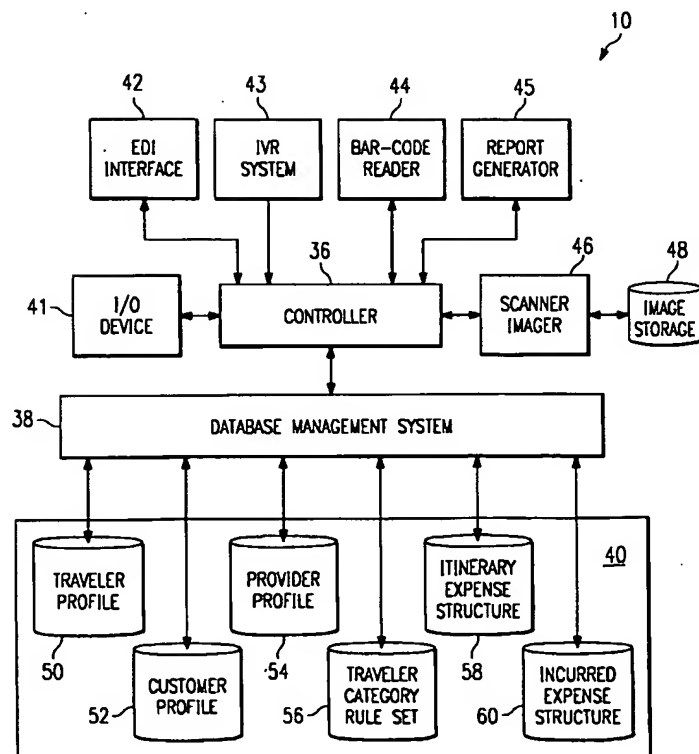 10
42
43
44
45
EDI
INTERFACE
IVR
SYSTEM
BAR-CODE
READER
REPORT
GENERATOR
36
46
48
41
I/O
DEVICE
CONTROLLER
SCANNER
IMAGER
IMAGE
STORAGE
38
DATABASE MANAGEMENT SYSTEM
40
TRAVELER
PROFILE
PROVIDER
PROFILE
ITINERARY
EXPENSE
STRUCTURE
50
54
58
52
CUSTOMER
PROFILE
56
TRAVELER
CATEGORY
RULE SET
60
INCURRED
EXPENSE
STRUCTURE